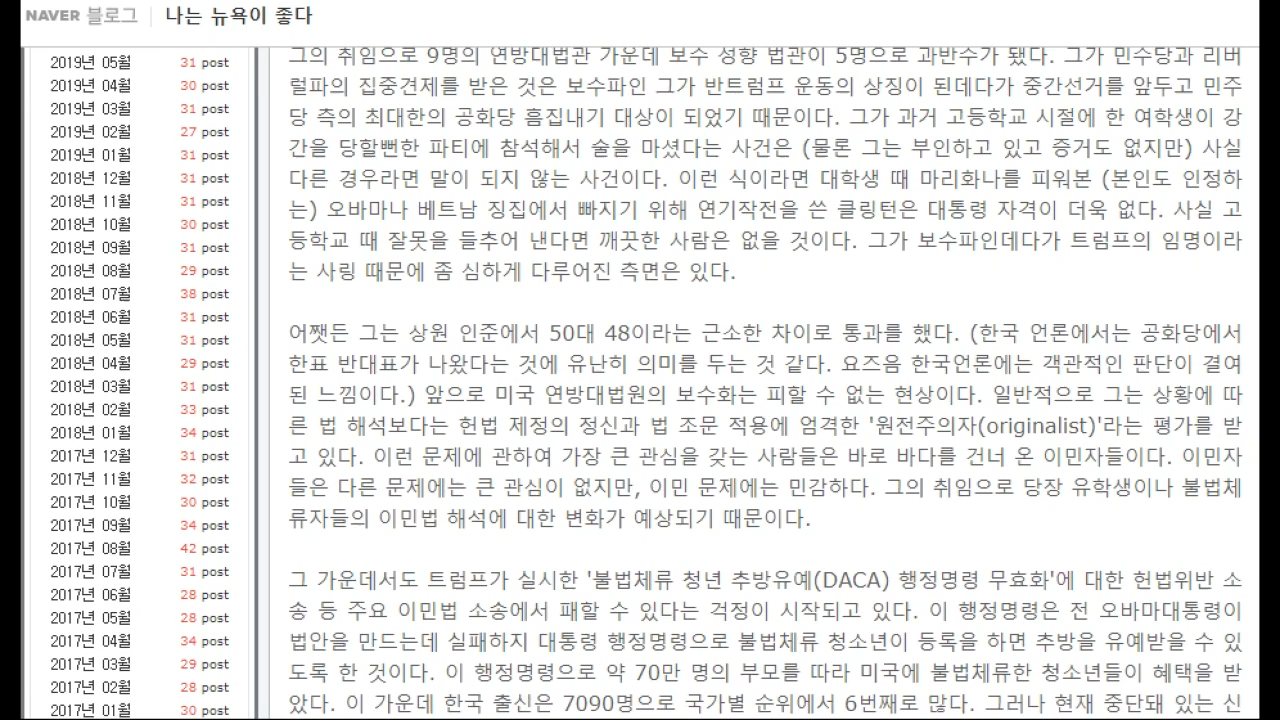 NAVER 블로그 나는 뉴욕이 좋다
2019년 05월 31 post
2019년 04월 30 post
2019년 03월 31 post
2019년 02월 27 post
2019년 01월 31 post
2018년 12월 31 post
2018년 11월 31 post
2018년 10월 30 post
2018년 09월 31 post
2018년 08월 29 post
2018년 07월 38 post
2018년 06월 31 post
2018년 05월 31 post
2018년 04월 29 post
2018년 03월 31 post
2018년 02월 33 post
2018년 01월 34 post
2017년 12월 31 post
2017년 11월 32 post
2017년 10월 30 post
2017년 09월 34 post
2017년 08월 42 post
2017년 07월 31 post
2017년 06월 28 post
2017년 05월 28 post
2017년 04월 34 post
2017년 03월 29 post
2017년 02월 28 post
2017년 01월 30 post
그의 취임으로 9명의 연방대법관 가운데 보수 성향 법관이 5명으로 과반수가 됐다. 그가 민주당과 리버
럴파의 집중견제를 받은 것은 보수파인 그가 반트럼프 운동의 상징이 된데다가 중간선거를 앞두고 민주
당 측의 최대한의 공화당 흠집내기 대상이 되었기 때문이다. 그가 과거 고등학교 시절에 한 여학생이 강
간을 당할뻔한 파티에 참석해서 술을 마셨다는 사건은 (물론 그는 부인하고 있고 증거도 없지만) 사실
다른 경우라면 말이 되지 않는 사건이다. 이런 식이라면 대학생 때 마리화나를 피워본 (본인도 인정하
는) 오바마나 베트남 징집에서 빠지기 위해 연기작전을 쓴 클링턴은 대통령 자격이 더욱 없다. 사실 고
등학교 때 잘못을 들추어 낸다면 깨끗한 사람은 없을 것이다. 그가 보수파인데다가 트럼프의 임명이라
는 사링 때문에 좀 심하게 다루어진 측면은 있다.
어쨋든 그는 상원 인준에서 50대 48이라는 근소한 차이로 통과를 했다. (한국 언론에서는 공화당에서
한표 반대표가 나왔다는 것에 유난히 의미를 두는 것 같다. 요즈음 한국언론에는 객관적인 판단이 결여
된 느낌이다.) 앞으로 미국 연방대법원의 보수화는 피할 수 없는 현상이다. 일반적으로 그는 상황에 따
른 법 해석보다는 헌법 제정의 정신과 법 조문 적용에 엄격한 '원전주의자(originalist)'라는 평가를 받
고 있다. 이런 문제에 관하여 가장 큰 관심을 갖는 사람들은 바로 바다를 건너 온 이민자들이다. 이민자
들은 다른 문제에는 큰 관심이 없지만, 이민 문제에는 민감하다. 그의 취임으로 당장 유학생이나 불법체
류자들의 이민법 해석에 대한 변화가 예상되기 때문이다.
그 가운데서도 트럼프가 실시한 '불법체류 청년 추방유예(DACA) 행정명령 무효화'에 대한 헌법위반 소
송 등 주요 이민법 소송에서 패할 수 있다는 걱정이 시작되고 있다. 이 행정명령은 전 오바마대통령이
법안을 만드는데 실패하지 대통령 행정명령으로 불법체류 청소년이 등록을 하면 추방을 유예받을 수 있
도록 한 것이다. 이 행정명령으로 약 70만 명의 부모를 따라 미국에 불법체류한 청소년들이 혜택을 받
았다. 이 가운데 한국 출신은 7090명으로 국가별 순위에서 6번째로 많다. 그러나 현재 중단돼 있는 신